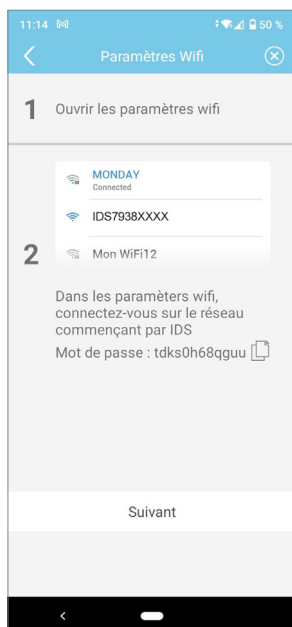 11:14 50 %
Paramètres Wifi
1 Ouvrir les paramètres wifi
MONDAY
Connected
IDS7938XXXX
2 Mon WiFi12
Dans les paramèters wifi,
connectez-vous sur le réseau
commençant par IDS
Mot de passe : tdks0h68qguu
Suivant